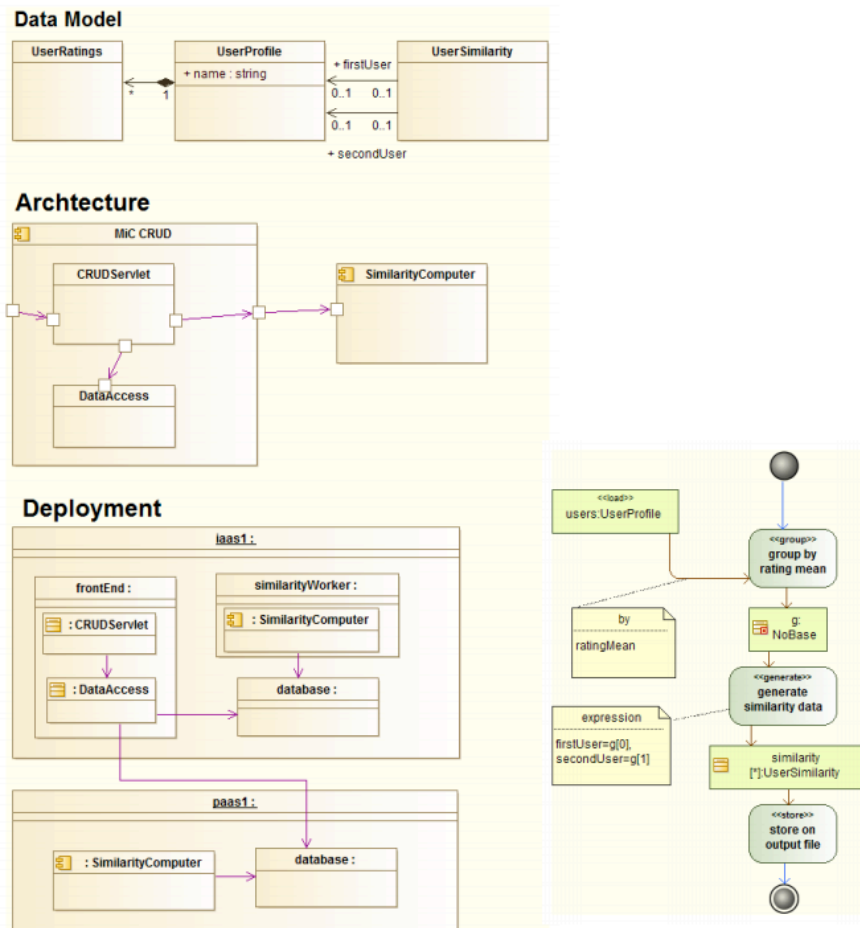 Data Model
UserRatings
UserProfile
UserSimilarity
+ name : string
+ firstUser
* 1
0..1 0..1
0..1 0..1
+ secondUser
Archtecture
MiC CRUD
CRUDServlet
SimilarityComputer
DataAccess
Deployment
iaas1 :
frontEnd :
similarityWorker :
: CRUDServlet
: SimilarityComputer
: DataAccess
database :
paas1 :
: SimilarityComputer
database :
<<load>>
users:UserProfile
<<group>>
group by
rating mean
by
ratingMean
g:
NoBase
<<generate>>
generate
similarity data
expression
firstUser=g[0],
secondUser=g[1]
similarity
[*]:UserSimilarity
<<store>>
store on
output file